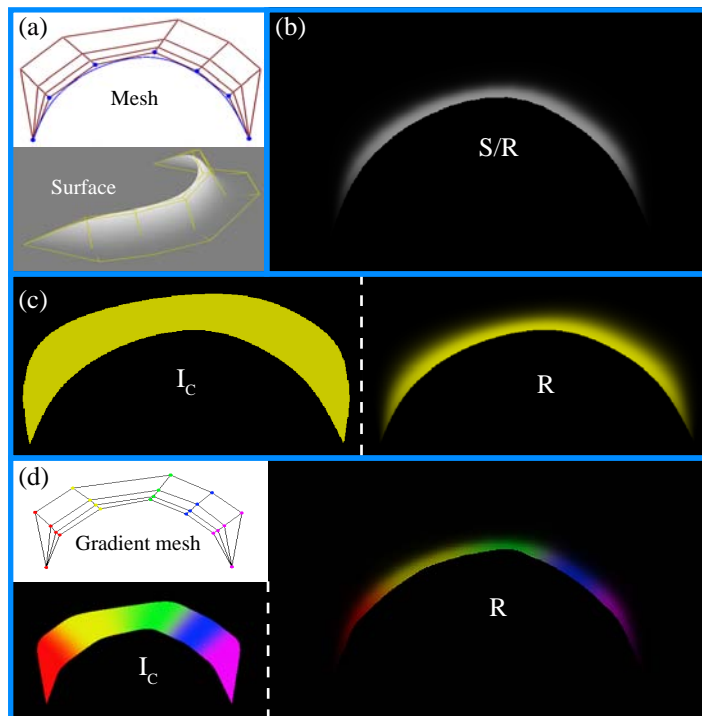 (a)
Mesh
Surface
(b)
S/R
(c)
I_C
R
(d)
Gradient mesh
I_C
R